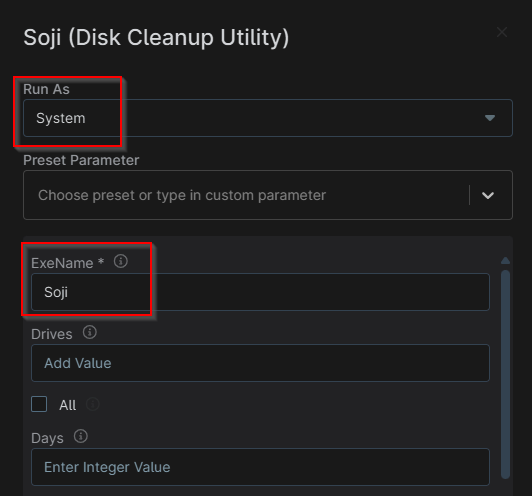 Soji (Disk Cleanup Utility)
Run As
System
Preset Parameter
Choose preset or type in custom parameter
ExeName *
Soji
Drives
Add Value
All
Days
Enter Integer Value